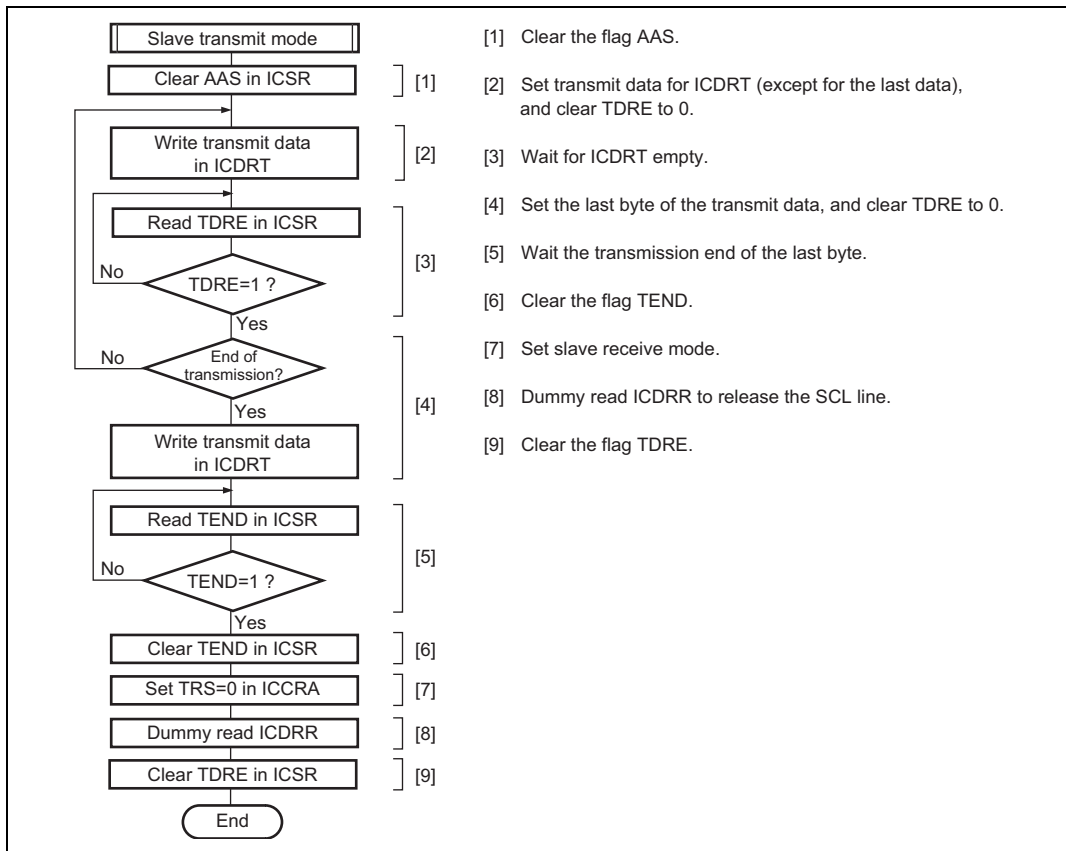 Slave transmit mode
Clear AAS in ICSR
[1]
Write transmit data
in ICDRT
[2]
Read TDRE in ICSR
No
TDRE=1 ?
[3]
Yes
No
End of
transmission?
[4]
Yes
Write transmit data
in ICDRT
Read TEND in ICSR
No
TEND=1 ?
[5]
Yes
Clear TEND in ICSR
[6]
Set TRS=0 in ICCRA
[7]
Dummy read ICDRR
[8]
Clear TDRE in ICSR
[9]
End
[1] Clear the flag AAS.
[2] Set transmit data for ICDRT (except for the last data),
and clear TDRE to 0.
[3] Wait for ICDRT empty.
[4] Set the last byte of the transmit data, and clear TDRE to 0.
[5] Wait the transmission end of the last byte.
[6] Clear the flag TEND.
[7] Set slave receive mode.
[8] Dummy read ICDRR to release the SCL line.
[9] Clear the flag TDRE.